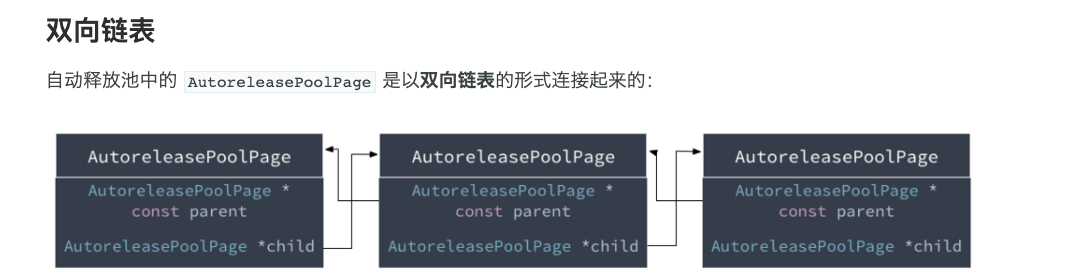 双向链表
自动释放池中的 AutoreleasePoolPage 是以双向链表的形式连接起来的：
AutoreleasePoolPage
AutoreleasePoolPage *
const parent
AutoreleasePoolPage *child
AutoreleasePoolPage
AutoreleasePoolPage *
const parent
AutoreleasePoolPage *child
AutoreleasePoolPage
AutoreleasePoolPage *
const parent
AutoreleasePoolPage *child